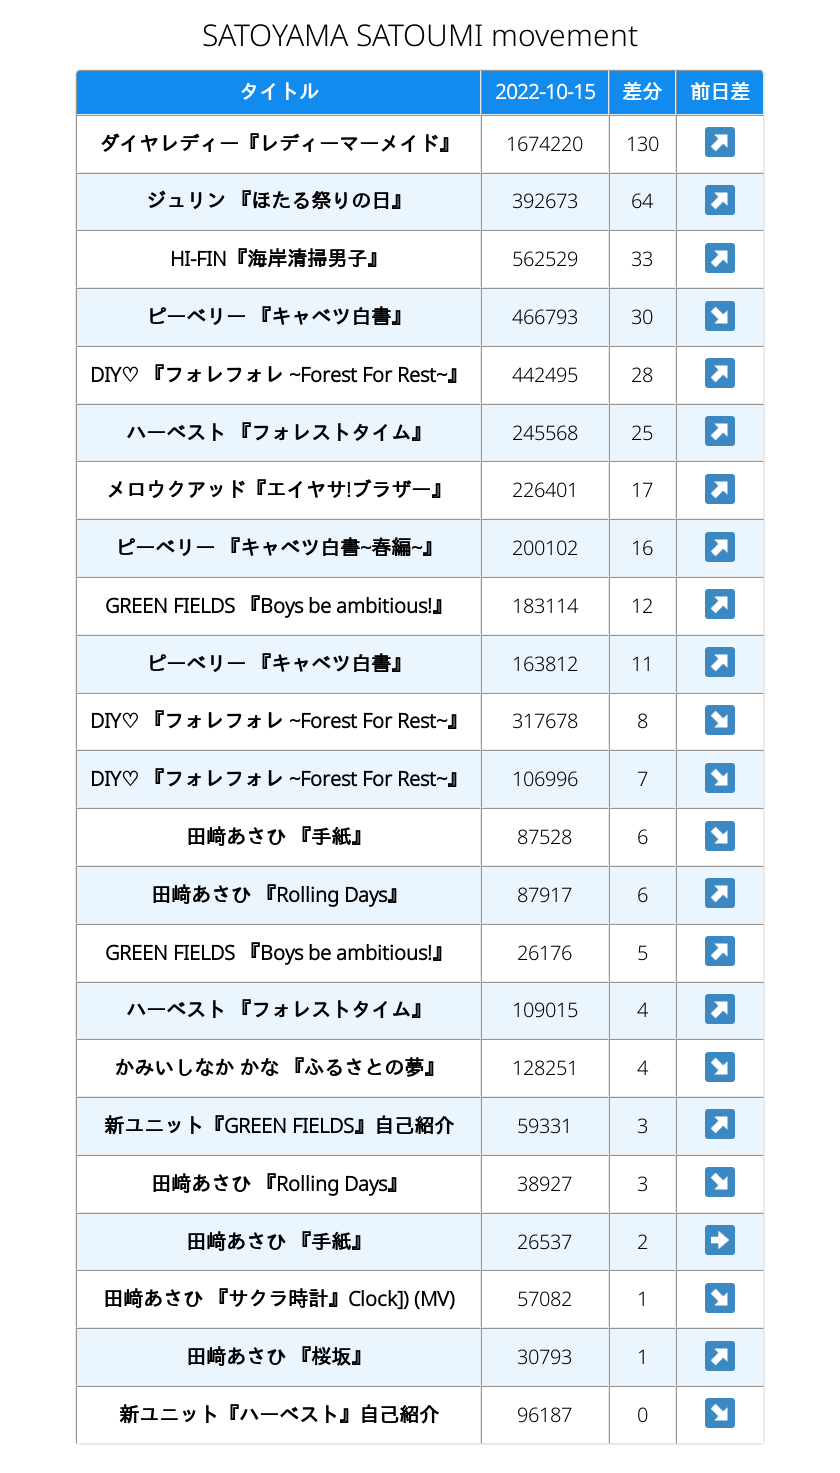 SATOYAMA SATOUMI movement
タイトル 2022-10-15 差分 前日差
ダイヤレディー『レディーマーメイド』 1674220 130 ↗
ジュリン 『ほたる祭りの日』 392673 64 ↗
HI-FIN『海岸清掃男子』 562529 33 ↗
ピーベリー 『キャベツ白書』 466793 30 ↘
DIY♡ 『フォレフォレ ~Forest For Rest~』 442495 28 ↗
ハーベスト 『フォレストタイム』 245568 25 ↗
メロウクアッド『エイヤサ!ブラザー』 226401 17 ↗
ピーベリー 『キャベツ白書~春編~』 200102 16 ↗
GREEN FIELDS 『Boys be ambitious!』 183114 12 ↗
ピーベリー 『キャベツ白書』 163812 11 ↗
DIY♡ 『フォレフォレ ~Forest For Rest~』 317678 8 ↘
DIY♡ 『フォレフォレ ~Forest For Rest~』 106996 7 ↘
田﨑あさひ 『手紙』 87528 6 ↘
田﨑あさひ 『Rolling Days』 87917 6 ↗
GREEN FIELDS 『Boys be ambitious!』 26176 5 ↗
ハーベスト 『フォレストタイム』 109015 4 ↗
かみいしなか かな 『ふるさとの夢』 128251 4 ↘
新ユニット『GREEN FIELDS』自己紹介 59331 3 ↗
田﨑あさひ 『Rolling Days』 38927 3 ↘
田﨑あさひ 『手紙』 26537 2 ➡
田﨑あさひ 『サクラ時計』Clock]) (MV) 57082 1 ↘
田﨑あさひ 『桜坂』 30793 1 ↗
新ユニット『ハーベスト』自己紹介 96187 0 ↘